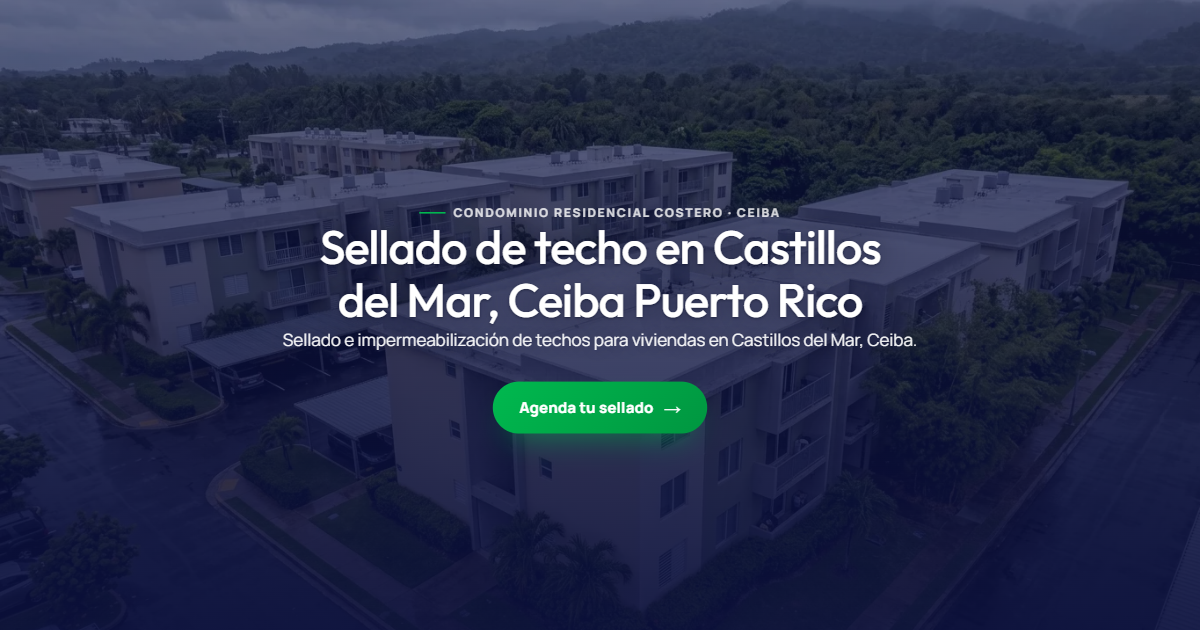 CONDOMINIO RESIDENCIAL COSTERO · CEIBA
Sellado de techo en Castillos
del Mar, Ceiba Puerto Rico
Sellado e impermeabilización de techos para viviendas en Castillos del Mar, Ceiba.
Agenda tu sellado →